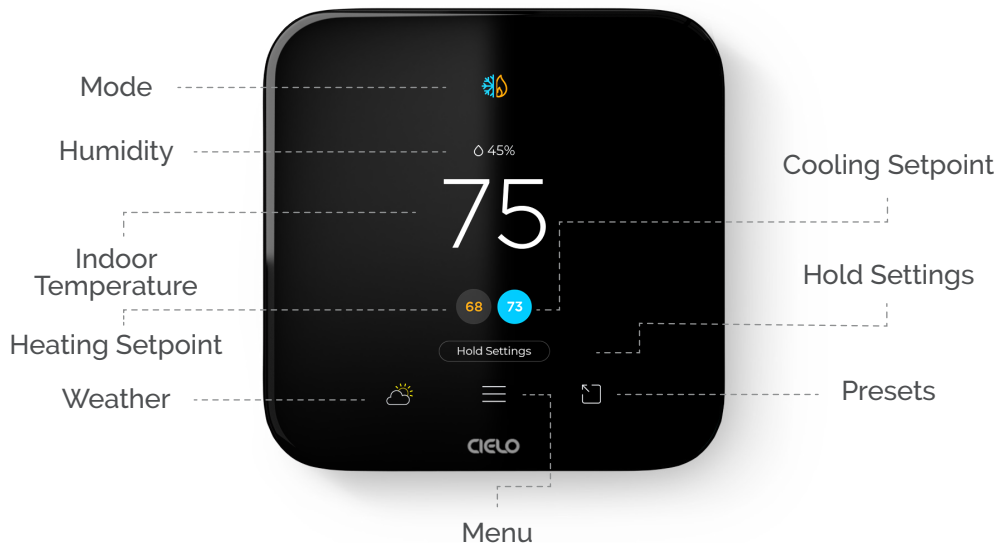 Mode
Humidity
45%
Cooling Setpoint
75
Indoor
Temperature
Hold Settings
68
73
Heating Setpoint
Hold Settings
Weather
Presets
CIELO
Menu